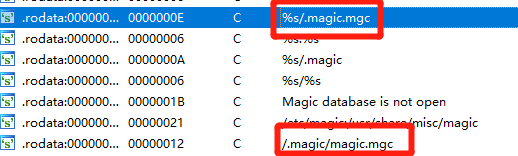 's' .rodata:000000... 0000000E C %s/.magic.mgc
's' .rodata:000000... 00000006 C %s.%s
's' .rodata:000000... 0000000A C %s/.magic
's' .rodata:000000... 00000006 C %s/%s
's' .rodata:000000... 0000001B C Magic database is not open
's' .rodata:000000... 00000021 C /etc/magic:/usr/share/misc/magic
's' .rodata:000000... 00000012 C /.magic/magic.mgc